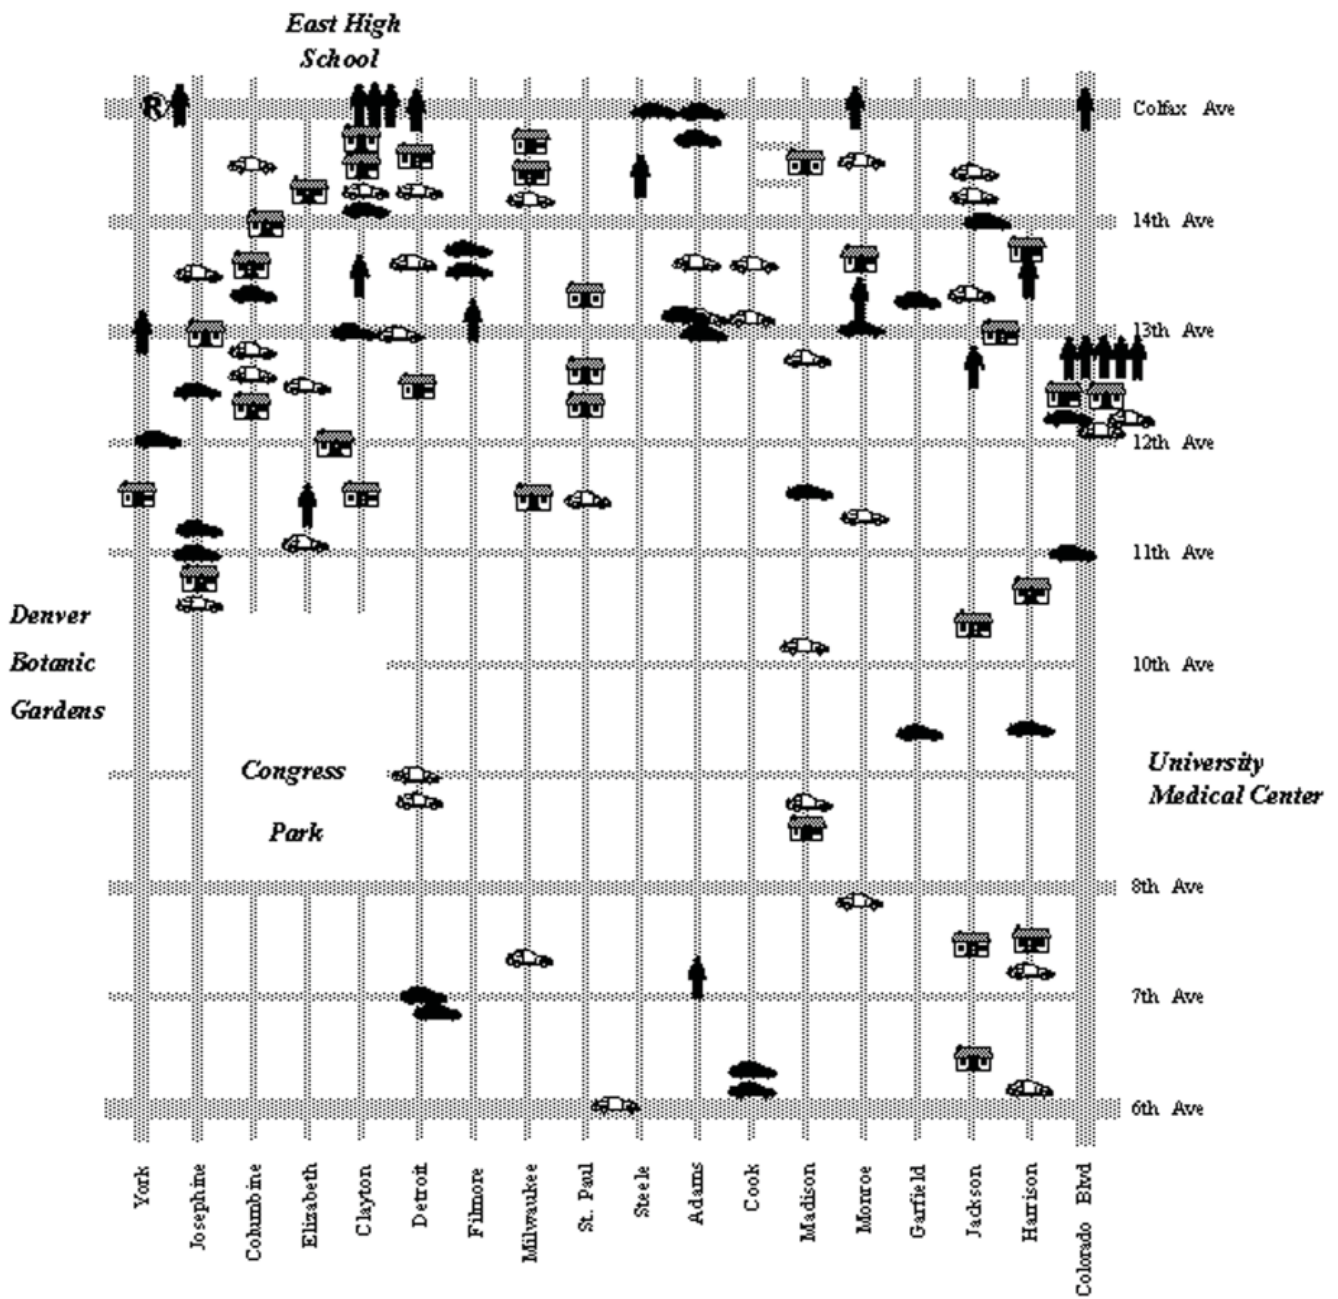 East High
School
R
Colfax Ave
14th Ave
13th Ave
12th Ave
11th Ave
Denver
Botanic
Gardens
10th Ave
Congress
Park
University
Medical Center
8th Ave
7th Ave
6th Ave
York
Josephine
Columbine
Elizabeth
Clayton
Detroit
Filmore
Milwaukee
St. Paul
Steele
Adams
Cook
Madison
Monroe
Garfield
Jackson
Harrison
Colorado Blvd